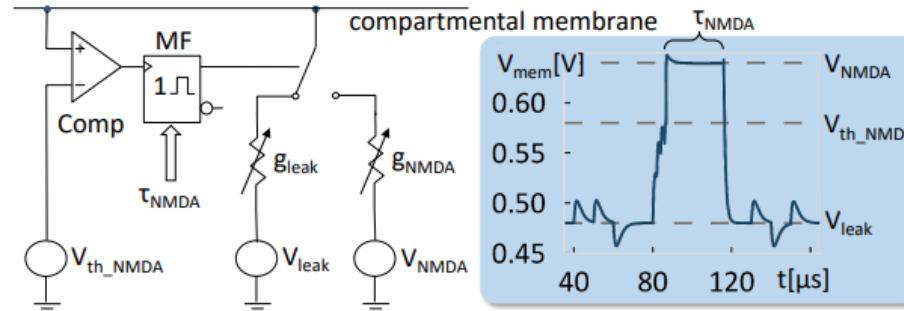 compartmental membrane
MF
+
−
1
Comp
τNMDA
gleak
gNMDA
Vth_NMDA
Vleak
VNMDA
τNMDA
Vmem[V]
VNMDA
0.60
Vth_NMD
0.55
0.50
Vleak
0.45
40
80
120
t[µs]